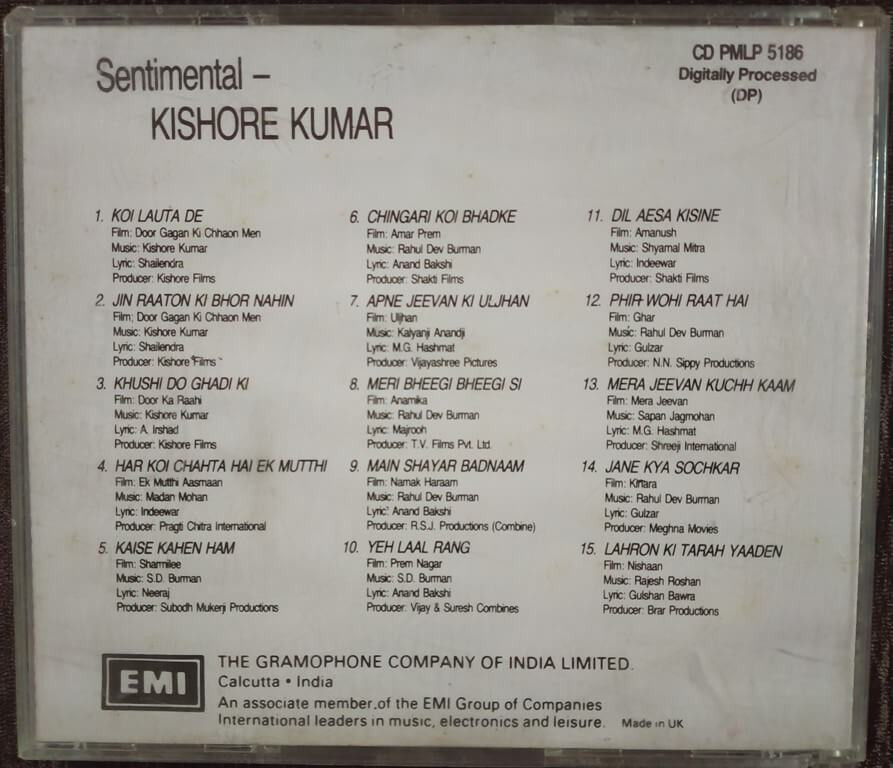 Sentimental –
KISHORE KUMAR
CD PMLP 5186
Digitally Processed
(DP)
1. KOI LAUTA DE
Film: Door Gagan Ki Chhaon Men
Music: Kishore Kumar
Lyric: Shailendra
Producer: Kishore Films
2. JIN RAATON KI BHOR NAHIN
Film: Door Gagan Ki Chhaon Men
Music: Kishore Kumar
Lyric: Shailendra
Producer: Kishore Films
3. KHUSHI DO GHADI KI
Film: Door Ka Raahi
Music: Kishore Kumar
Lyric: A. Irshad
Producer: Kishore Films
4. HAR KOI CHAHTA HAI EK MUTTHI
Film: Ek Mutthi Aasmaan
Music: Madan Mohan
Lyric: Indeewar
Producer: Pragti Chitra International
5. KAISE KAHEN HAM
Film: Sharmilee
Music: S.D. Burman
Lyric: Neeraj
Producer: Subodh Mukerji Productions
6. CHINGARI KOI BHADKE
Film: Amar Prem
Music: Rahul Dev Burman
Lyric: Anand Bakshi
Producer: Shakti Films
7. APNE JEEVAN KI ULJHAN
Film: Uljhan
Music: Kalyanji Anandji
Lyric: M.G. Hashmat
Producer: Vijayashree Pictures
8. MERI BHEEGI BHEEGI SI
Film: Anamika
Music: Rahul Dev Burman
Lyric: Majrooh
Producer: T.V. Films Pvt. Ltd.
9. MAIN SHAYAR BADNAAM
Film: Namak Haraam
Music: Rahul Dev Burman
Lyric: Anand Bakshi
Producer: R.S.J. Productions (Combine)
10. YEH LAAL RANG
Film: Prem Nagar
Music: S.D. Burman
Lyric: Anand Bakshi
Producer: Vijay & Suresh Combines
11. DIL AESA KISINE
Film: Amanush
Music: Shyamal Mitra
Lyric: Indeewar
Producer: Shakti Films
12. PHIR WOHI RAAT HAI
Film: Ghar
Music: Rahul Dev Burman
Lyric: Gulzar
Producer: N.N. Sippy Productions
13. MERA JEEVAN KUCHH KAAM
Film: Mera Jeevan
Music: Sapan Jagmohan
Lyric: M.G. Hashmat
Producer: Shreeji International
14. JANE KYA SOCHKAR
Film: Kinara
Music: Rahul Dev Burman
Lyric: Gulzar
Producer: Meghna Movies
15. LAHRON KI TARAH YAADEN
Film: Nishaan
Music: Rajesh Roshan
Lyric: Gulshan Bawra
Producer: Brar Productions
EMI
THE GRAMOPHONE COMPANY OF INDIA LIMITED.
Calcutta • India
An associate member of the EMI Group of Companies
International leaders in music, electronics and leisure. Made in UK